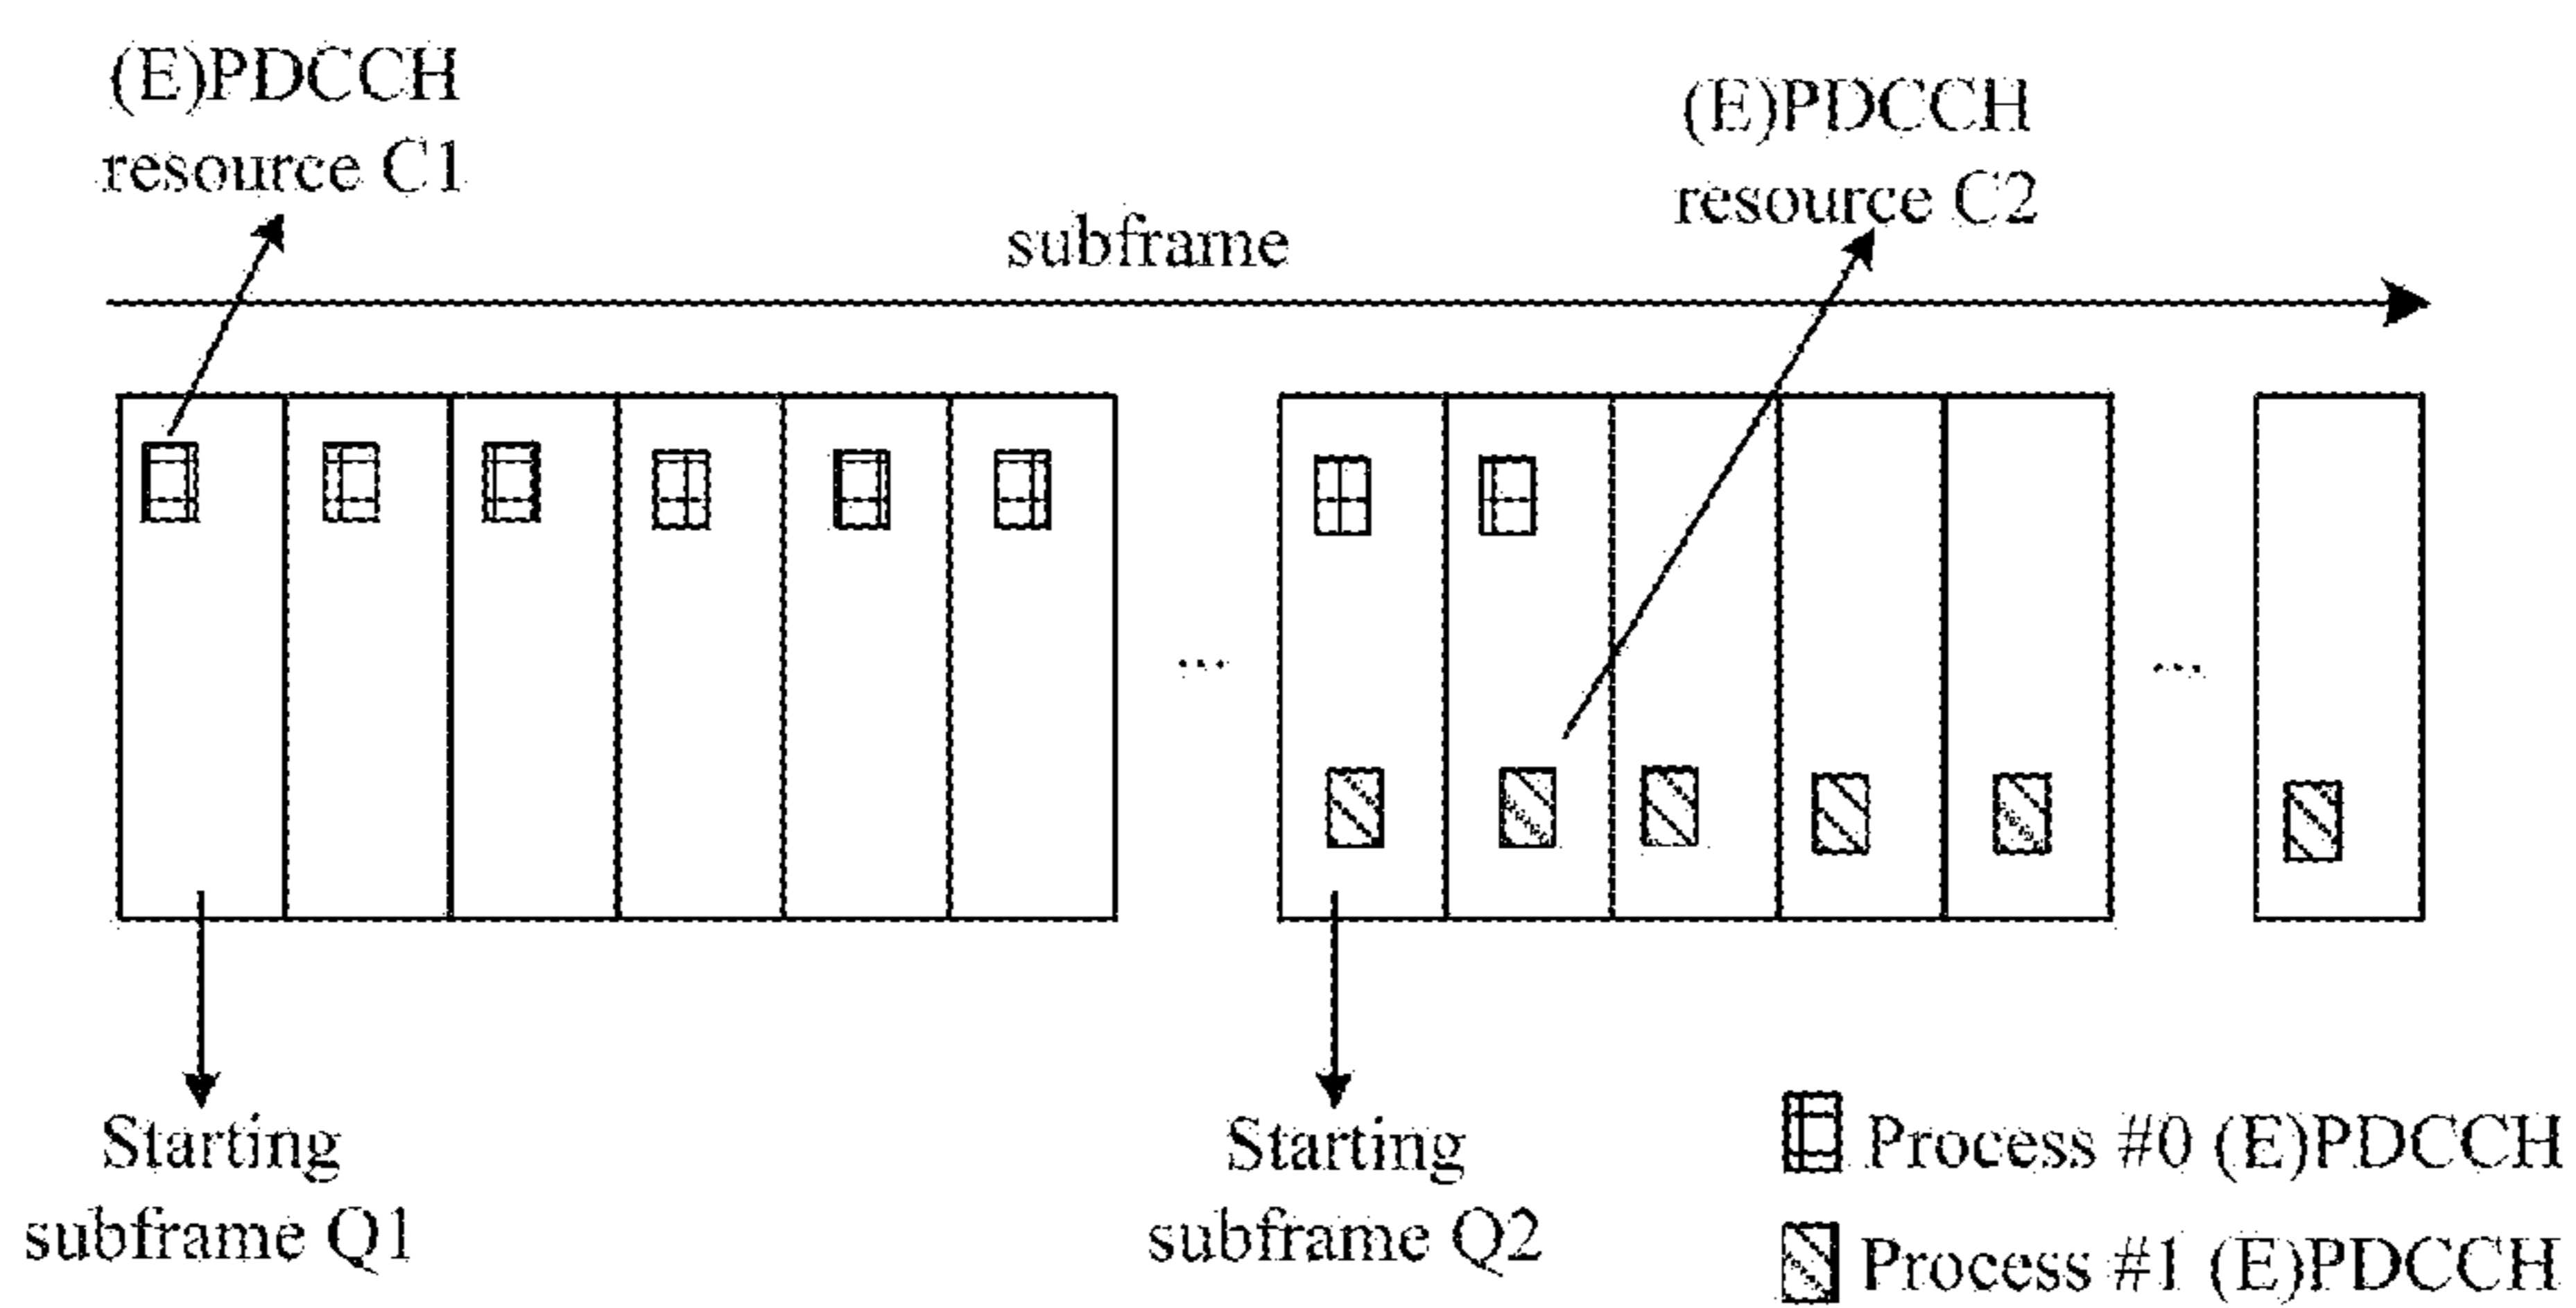 (E)PDCCH
resource C1
(E)PDCCH
resource C2
subframe
...
...
Starting
subframe Q1
Starting
subframe Q2
Process #0 (E)PDCCH
Process #1 (E)PDCCH